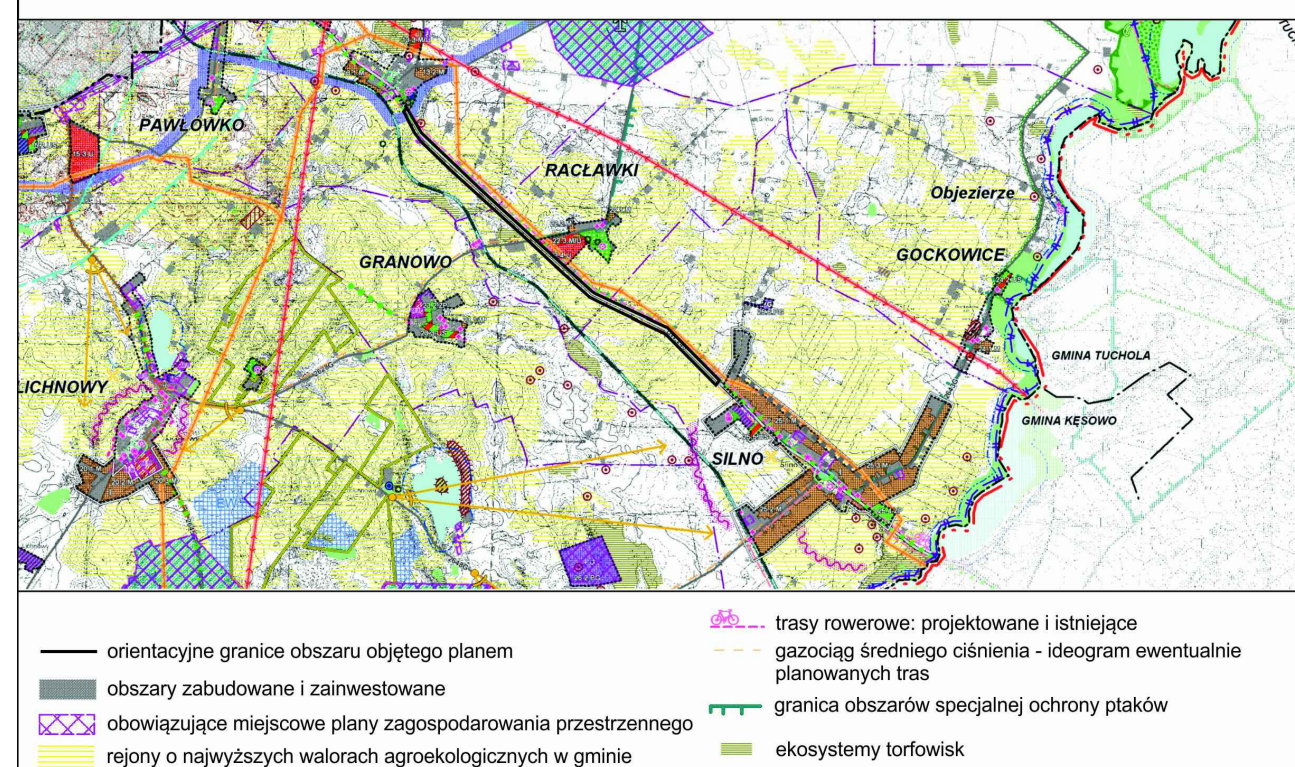 PAWŁÓWKO
RACŁAWKI
Objezierze
GOCKOWICE
GRANOWO
GMINA TUCHOLA
LICHNOWY
GMINA KĘSOWO
SILNO
orientacyjne granice obszaru objętego planem
obszary zabudowane i zainwestowane
obowiązujące miejscowe plany zagospodarowania przestrzennego
rejony o najwyższych walorach agroekologicznych w gminie
trasy rowerowe: projektowane i istniejące
gazociąg średniego ciśnienia - ideogram ewentualnie
planowanych tras
granica obszarów specjalnej ochrony ptaków
ekosystemy torfowisk